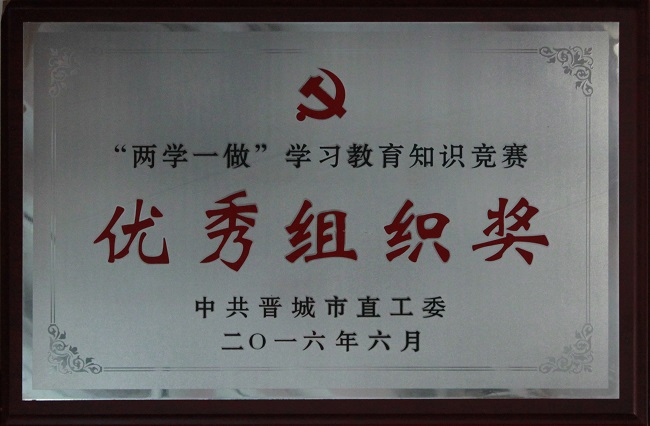 “两学一做”学习教育知识竞赛
优秀组织奖
中共晋城市直工委
二〇一六年六月